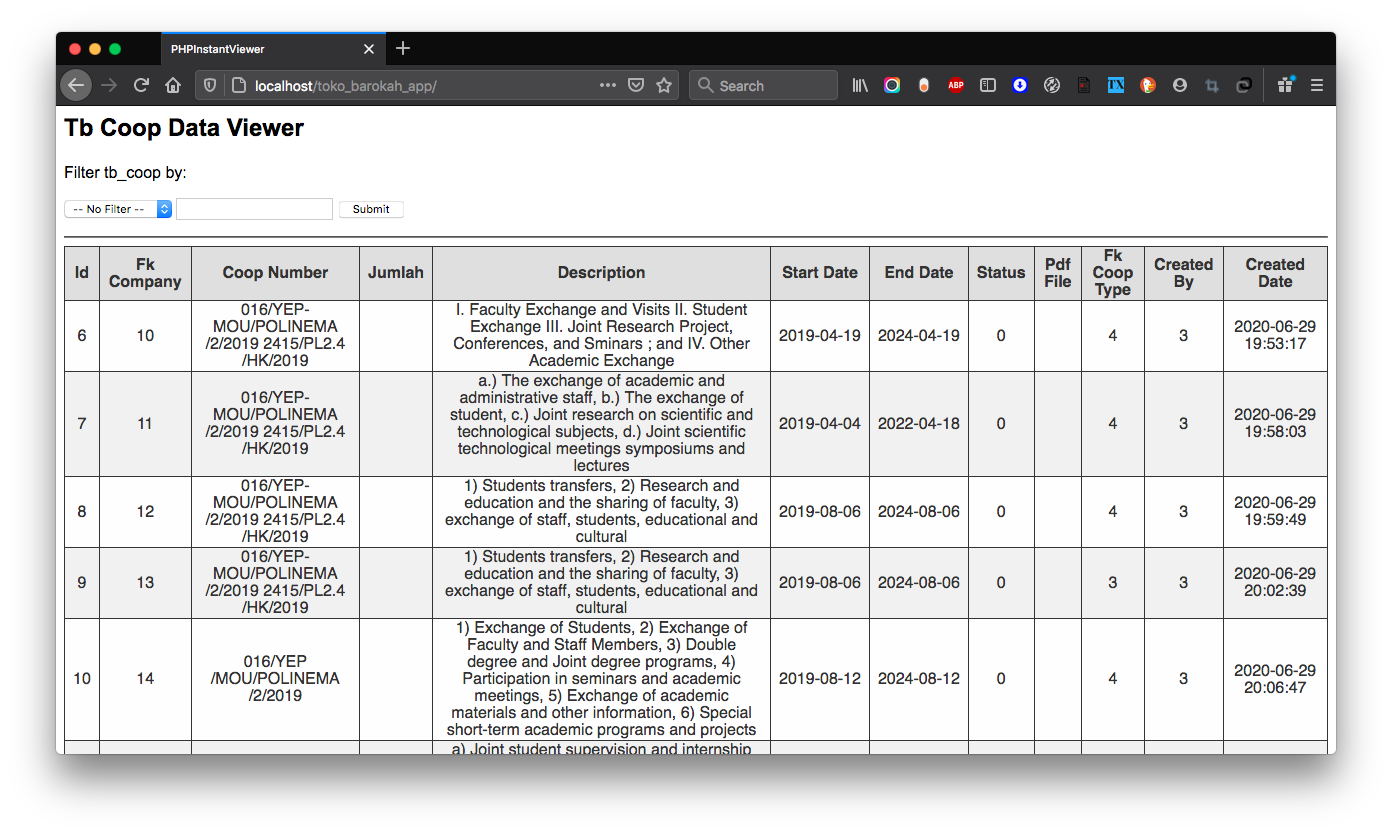 PHPInstantViewer
localhost/toko_barokah_app/
Search
ABP
Tb Coop Data Viewer
Filter tb_coop by:
-- No Filter -- Submit
Id Fk Company Coop Number Jumlah Description Start Date End Date Status Pdf File Fk Coop Type Created By Created Date
6 10
016/YEP-
MOU/POLINEMA
/2/2019 2415/PL2.4
/HK/2019
I. Faculty Exchange and Visits II. Student
Exchange III. Joint Research Project,
Conferences, and Sminars ; and IV. Other
Academic Exchange
2019-04-19 2024-04-19 0 4 3
2020-06-29
19:53:17
7 11
016/YEP-
MOU/POLINEMA
/2/2019 2415/PL2.4
/HK/2019
a.) The exchange of academic and
administrative staff, b.) The exchange of
student, c.) Joint research on scientific and
technological subjects, d.) Joint scientific
technological meetings symposiums and
lectures
2019-04-04 2022-04-18 0 4 3
2020-06-29
19:58:03
8 12
016/YEP-
MOU/POLINEMA
/2/2019 2415/PL2.4
/HK/2019
1) Students transfers, 2) Research and
education and the sharing of faculty, 3)
exchange of staff, students, educational and
cultural
2019-08-06 2024-08-06 0 4 3
2020-06-29
19:59:49
9 13
016/YEP-
MOU/POLINEMA
/2/2019 2415/PL2.4
/HK/2019
1) Students transfers, 2) Research and
education and the sharing of faculty, 3)
exchange of staff, students, educational and
cultural
2019-08-06 2024-08-06 0 3 3
2020-06-29
20:02:39
10 14
016/YEP
/MOU/POLINEMA
/2/2019
1) Exchange of Students, 2) Exchange of
Faculty and Staff Members, 3) Double
degree and Joint degree programs, 4)
Participation in seminars and academic
meetings, 5) Exchange of academic
materials and other information, 6) Special
short-term academic programs and projects
2019-08-12 2024-08-12 0 4 3
2020-06-29
20:06:47
a) Joint student supervision and internship